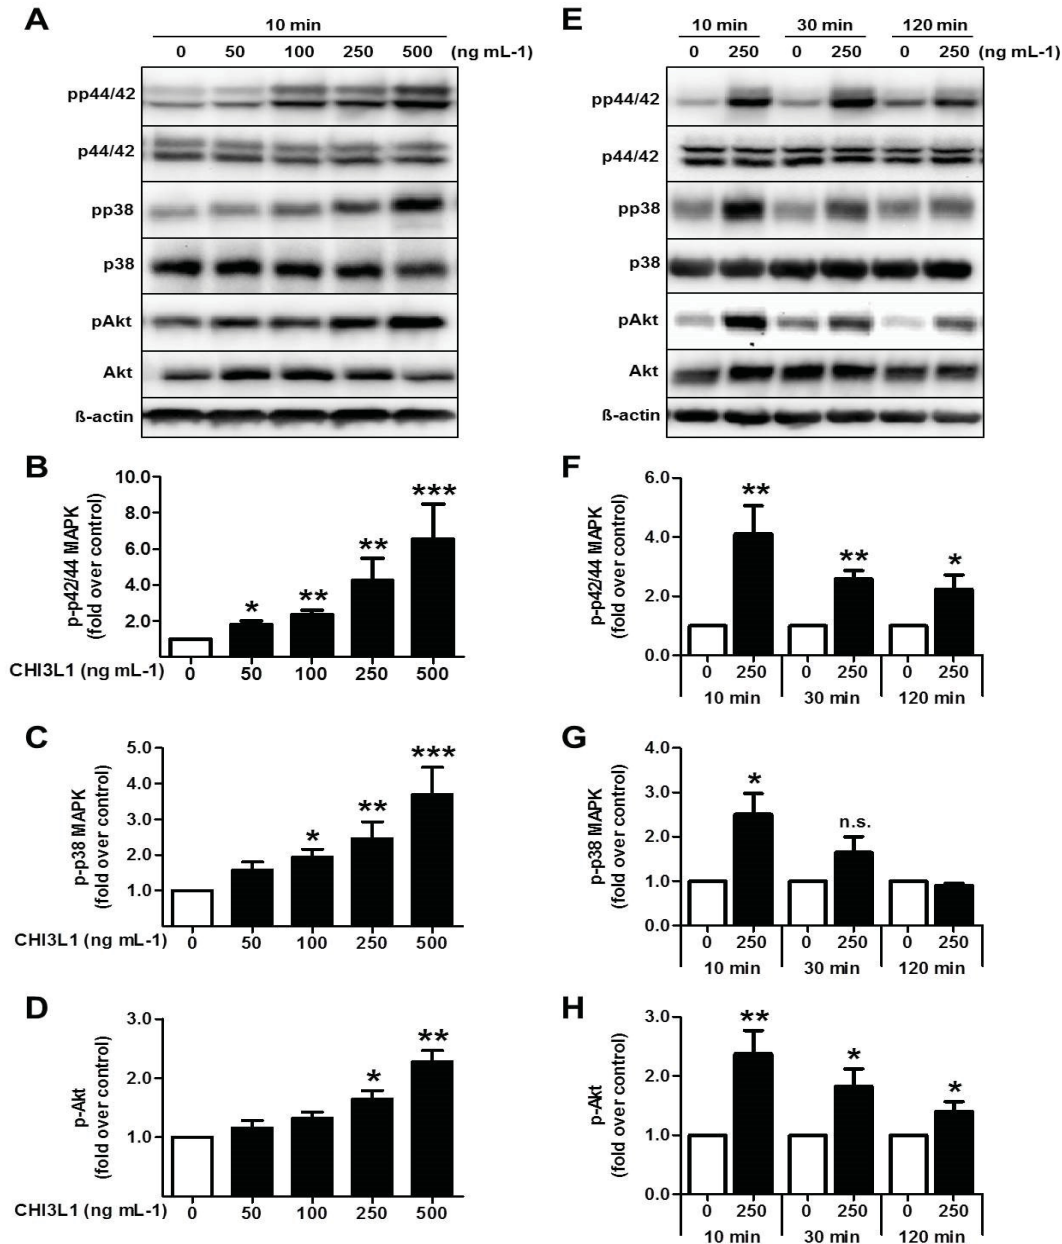 A
10 min
0 50 100 250 500 (ng mL-1)
pp44/42
p44/42
pp38
p38
pAkt
Akt
ß-actin
E
10 min 30 min 120 min
0 250 0 250 0 250 (ng mL-1)
pp44/42
p44/42
pp38
p38
pAkt
Akt
ß-actin
B
p-p42/44 MAPK
(fold over control)
10.0
8.0
6.0
4.0
2.0
* ** ** ***
0 50 100 250 500
CHI3L1 (ng mL-1)
F
p-p42/44 MAPK
(fold over control)
6.0
4.0
2.0
0.0
** ** *
0 250 0 250 0 250
10 min 30 min 120 min
C
p-p38 MAPK
(fold over control)
5.0
4.0
3.0
2.0
1.0
* ** ***
CHI3L1 (ng mL-1)
0 50 100 250 500
G
p-p38 MAPK
(fold over control)
4.0
3.0
2.0
1.0
0.0
* n.s.
0 250 0 250 0 250
10 min 30 min 120 min
D
p-Akt
(fold over control)
3.0
2.0
1.0
* **
CHI3L1 (ng mL-1)
0 50 100 250 500
H
p-Akt
(fold over control)
3.0
2.0
1.0
0.0
** * *
0 250 0 250 0 250
10 min 30 min 120 min